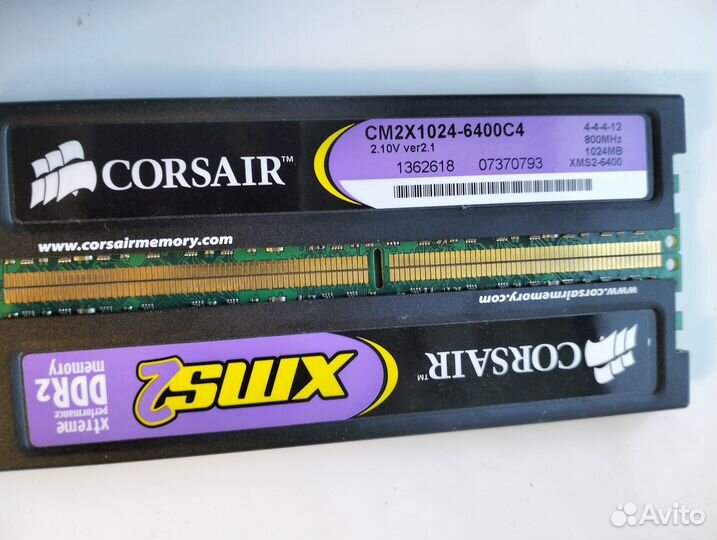 CORSAIR™
CM2X1024-6400C4
2.10V ver2.1
1362618 07370793
4-4-4-12
800MHz
1024MB
XMS2-6400
www.corsairmemory.com
www.corsairmemory.com
CORSAIR™
XMS2
xtreme
performance
DDR2
memory
Avito